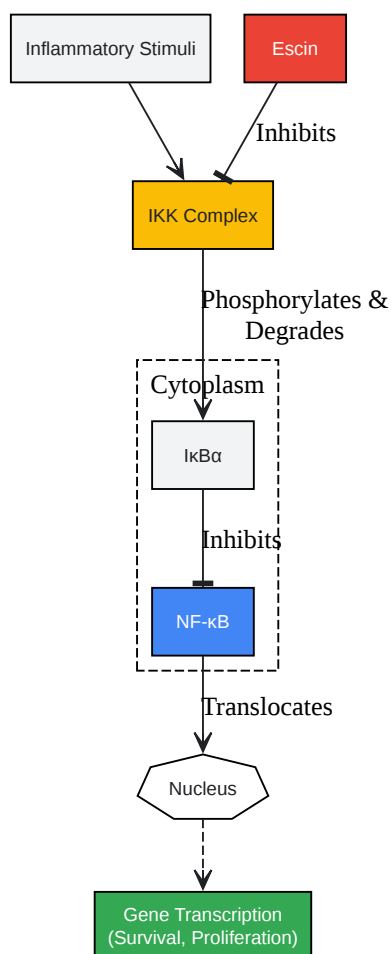 Inflammatory Stimuli
Escin
Inhibits
IKK Complex
Phosphorylates &
Degrades
Cytoplasm
IκBα
Inhibits
NF-κB
Translocates
Nucleus
Gene Transcription
(Survival, Proliferation)